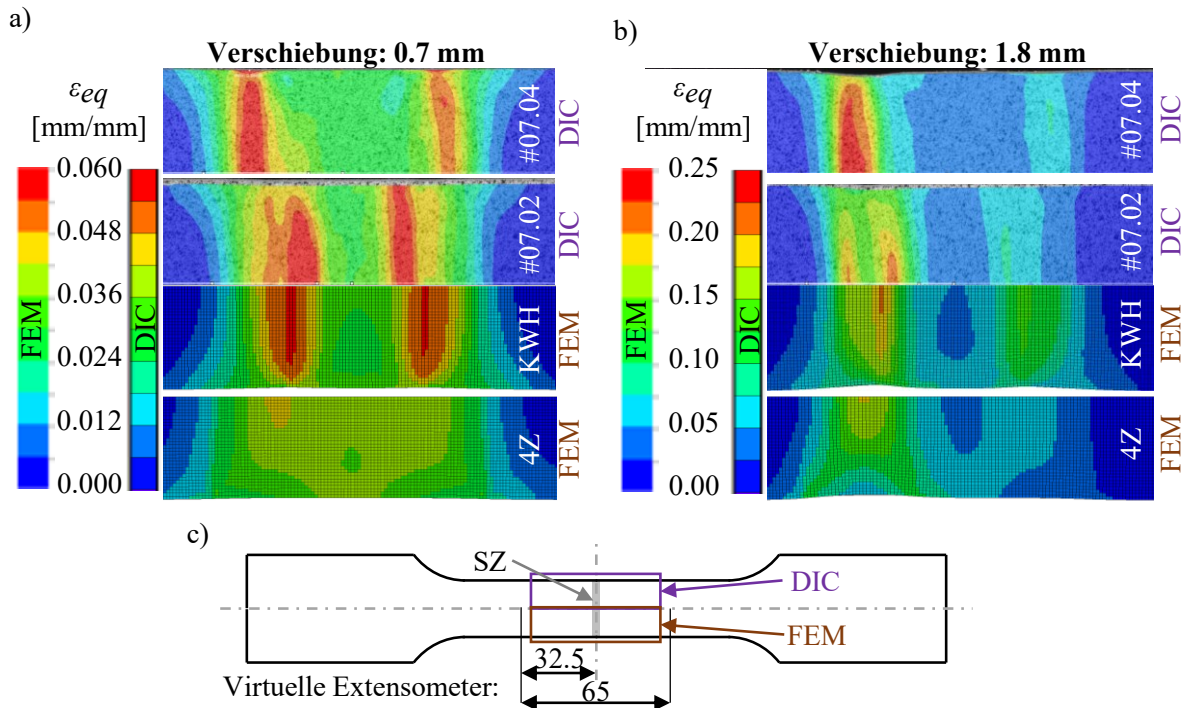 a)
Verschiebung: 0.7 mm
εeq
[mm/mm]
0.060
0.048
0.036
0.024
0.012
0.000
FEM
DIC
#07.04
DIC
#07.02
DIC
KWH
FEM
4Z
FEM
b)
Verschiebung: 1.8 mm
εeq
[mm/mm]
0.25
0.20
0.15
0.10
0.05
0.00
FEM
DIC
#07.04
DIC
#07.02
DIC
KWH
FEM
4Z
FEM
c)
SZ
DIC
FEM
32.5
Virtuelle Extensometer:
65